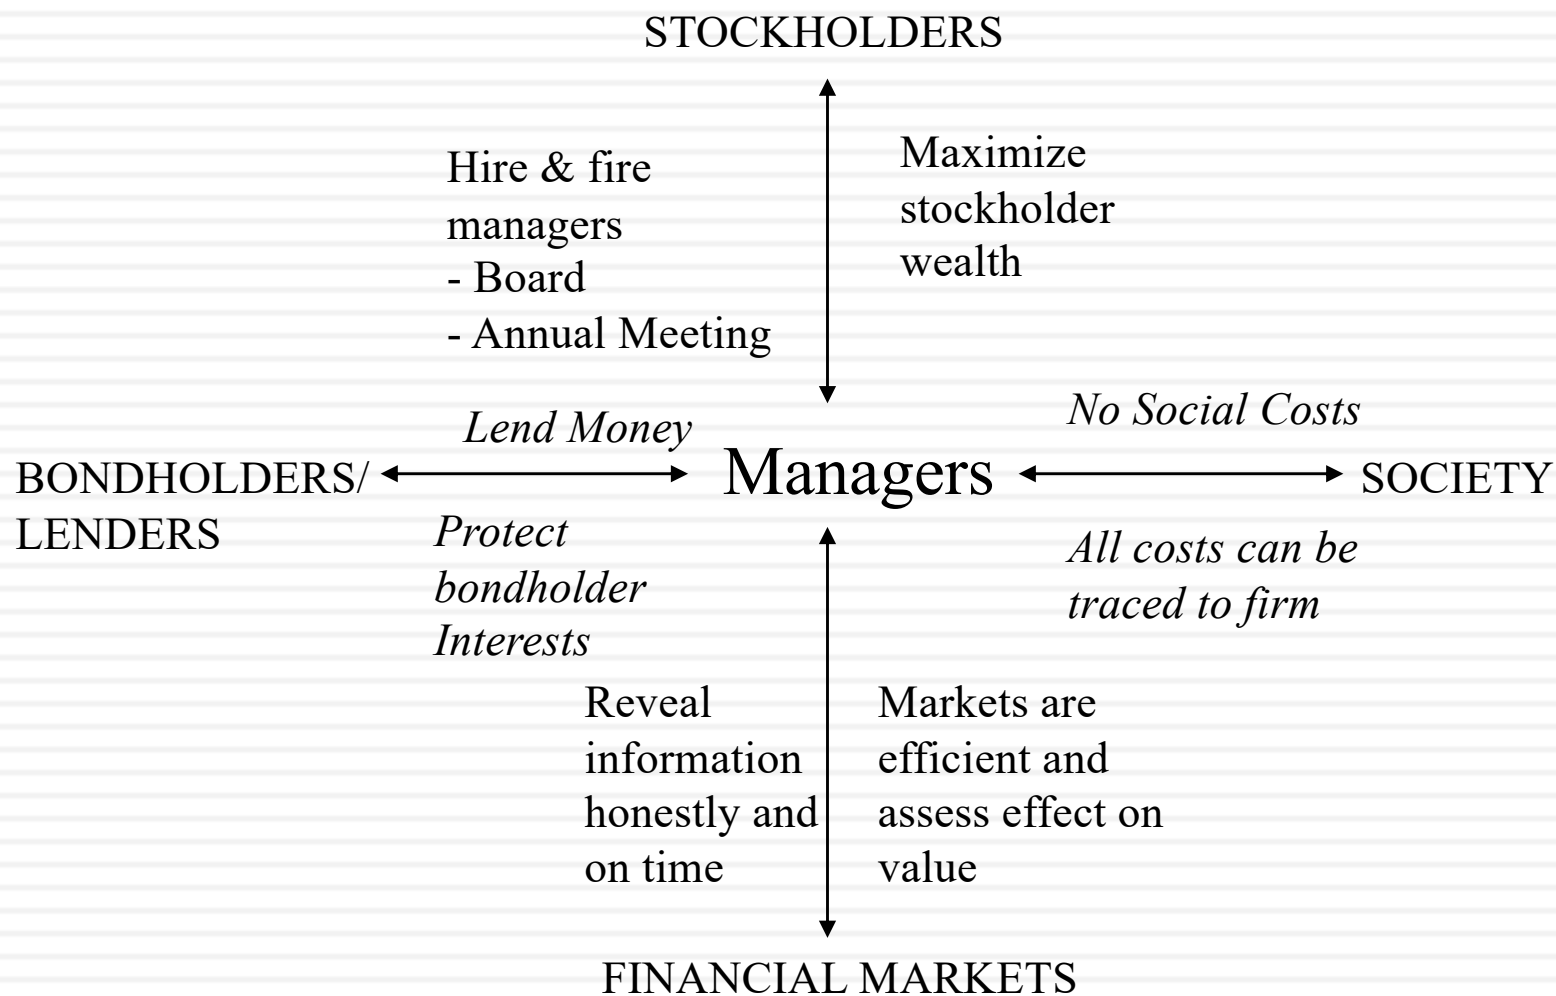 STOCKHOLDERS
Hire & fire
managers
- Board
- Annual Meeting
Maximize
stockholder
wealth
Lend Money
No Social Costs
BONDHOLDERS/
LENDERS
Managers
SOCIETY
Protect
bondholder
Interests
All costs can be
traced to firm
Reveal
information
honestly and
on time
Markets are
efficient and
assess effect on
value
FINANCIAL MARKETS